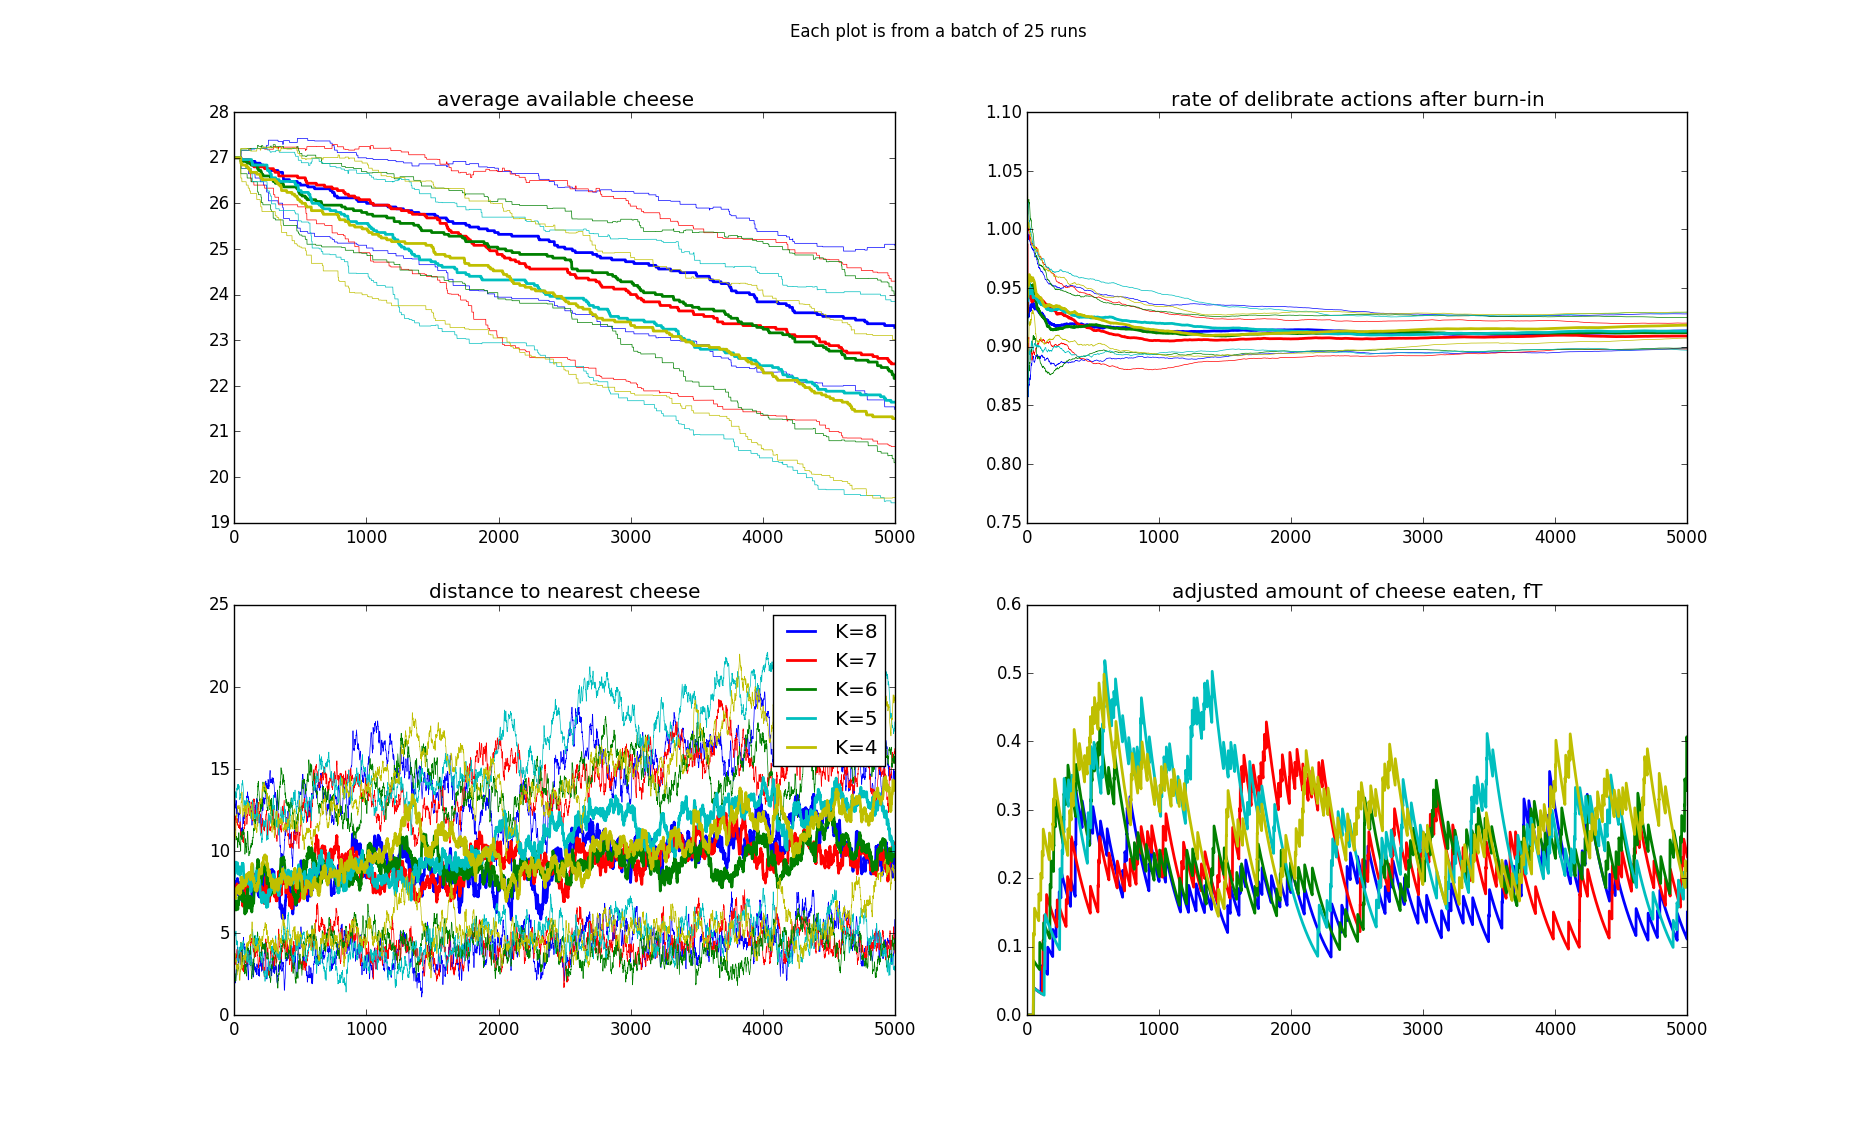 Each plot is from a batch of 25 runs
average available cheese
28
27
26
25
24
23
22
21
20
19
0 1000 2000 3000 4000 5000
rate of delibrate actions after burn-in
1.10
1.05
1.00
0.95
0.90
0.85
0.80
0.75
0 1000 2000 3000 4000 5000
distance to nearest cheese
25
20
15
10
5
0
0 1000 2000 3000 4000 5000
K=8
K=7
K=6
K=5
K=4
adjusted amount of cheese eaten, fT
0.6
0.5
0.4
0.3
0.2
0.1
0.0
0 1000 2000 3000 4000 5000